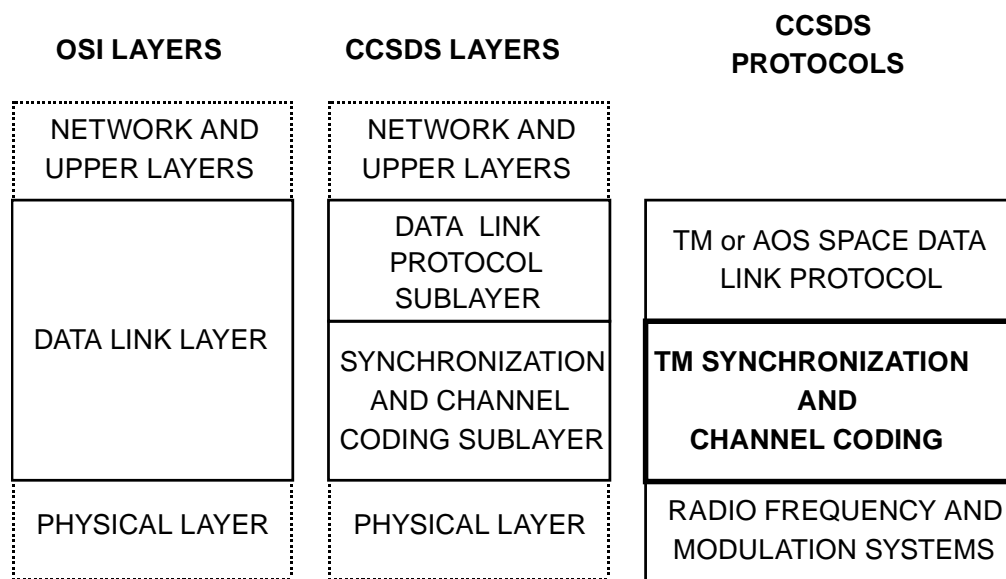 OSI LAYERS
CCSDS LAYERS
CCSDS
PROTOCOLS
NETWORK AND
UPPER LAYERS
NETWORK AND
UPPER LAYERS
DATA LINK LAYER
DATA LINK
PROTOCOL
SUBLAYER
TM or AOS SPACE DATA
LINK PROTOCOL
SYNCHRONIZATION
AND CHANNEL
CODING SUBLAYER
TM SYNCHRONIZATION
AND
CHANNEL CODING
PHYSICAL LAYER
PHYSICAL LAYER
RADIO FREQUENCY AND
MODULATION SYSTEMS